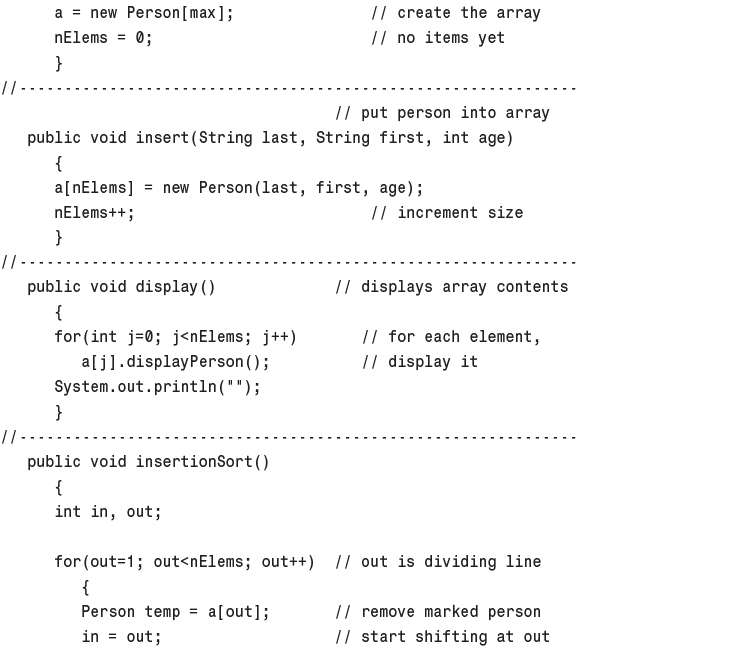 a = new Person[max];               // create the array
nElems = 0;                        // no items yet
}
//--------------------------------------------------------------
// put person into array
public void insert(String last, String first, int age)
{
a[nElems] = new Person(last, first, age);
nElems++;                          // increment size
}
//--------------------------------------------------------------
public void display()             // displays array contents
{
for(int j=0; j<nElems; j++)       // for each element,
a[j].displayPerson();          // display it
System.out.println("");
}
//--------------------------------------------------------------
public void insertionSort()
{
int in, out;
for(out=1; out<nElems; out++)  // out is dividing line
{
Person temp = a[out];       // remove marked person
in = out;                   // start shifting at out